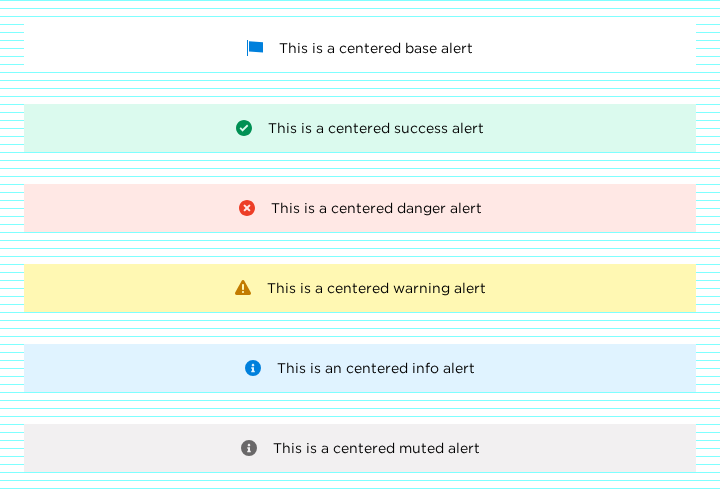 This is a centered base alert
This is a centered success alert
This is a centered danger alert
This is a centered warning alert
This is an centered info alert
This is a centered muted alert